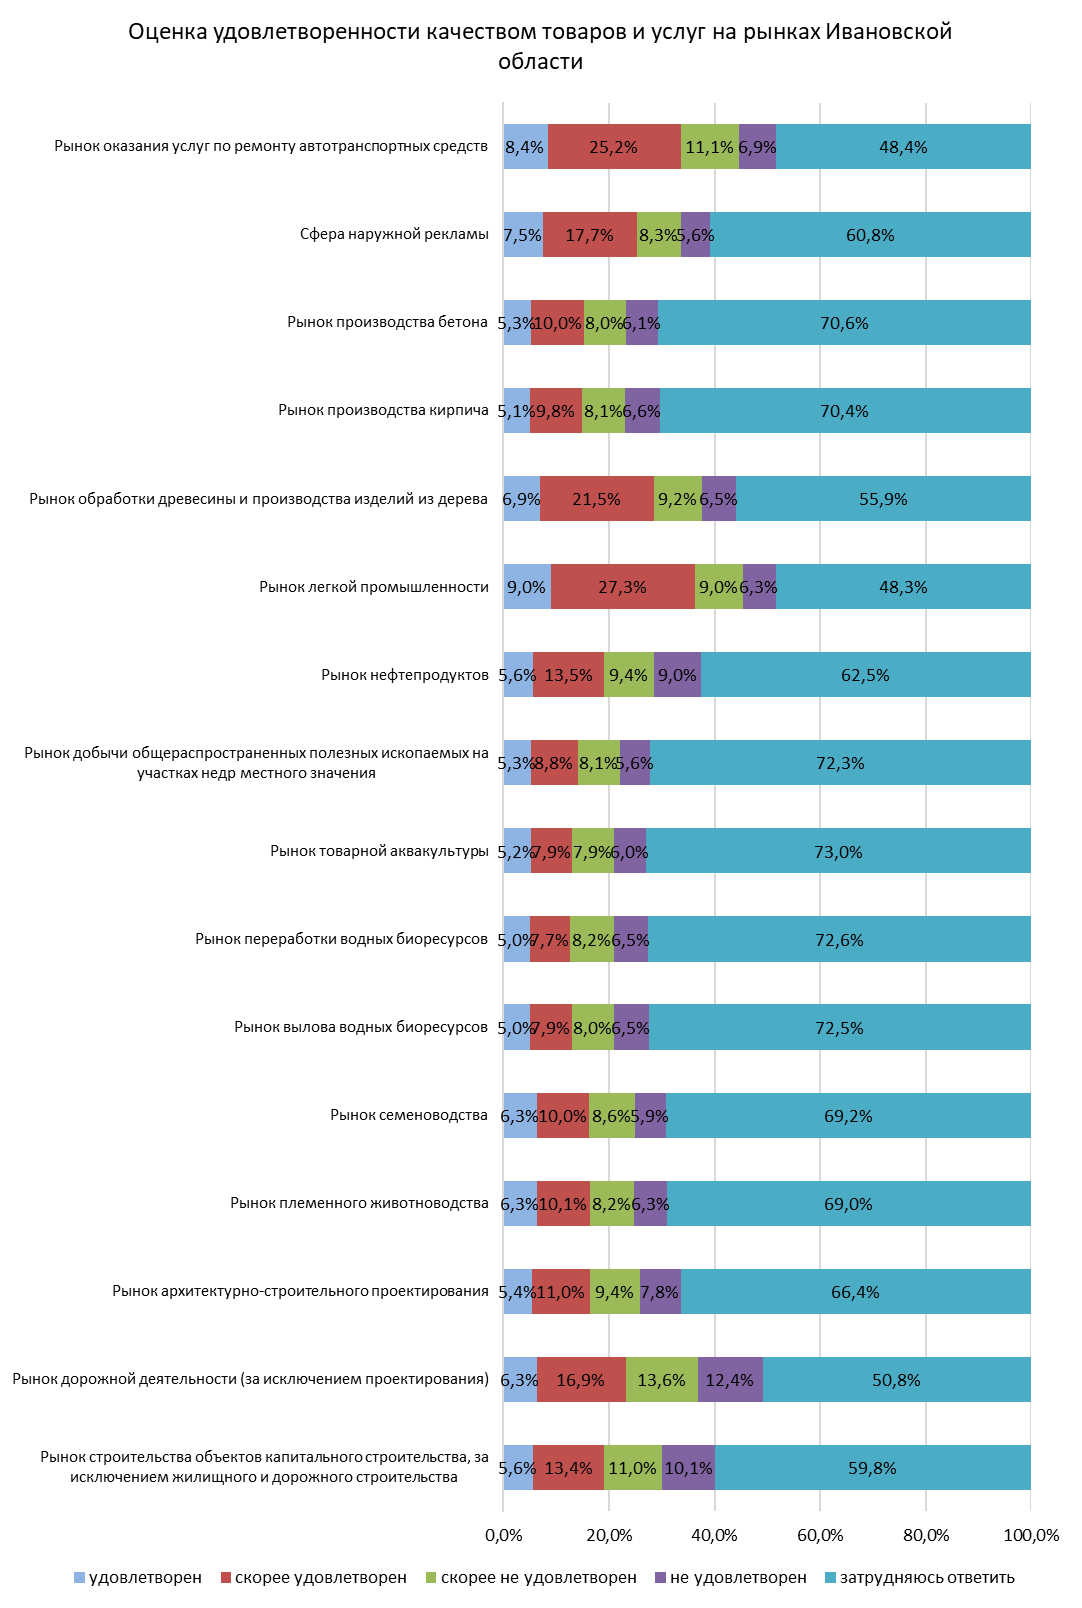 Оценка удовлетворенности качеством товаров и услуг на рынках Ивановской
области
Рынок оказания услуг по ремонту автотранспортных средств
8,4% 25,2% 11,1% 6,9% 48,4%
Сфера наружной рекламы
7,5% 17,7% 8,3% 5,6% 60,8%
Рынок производства бетона
5,3% 10,0% 8,0% 6,1% 70,6%
Рынок производства кирпича
5,1% 9,8% 8,1% 6,6% 70,4%
Рынок обработки древесины и производства изделий из дерева
6,9% 21,5% 9,2% 6,5% 55,9%
Рынок легкой промышленности
9,0% 27,3% 9,0% 6,3% 48,3%
Рынок нефтепродуктов
5,6% 13,5% 9,4% 9,0% 62,5%
Рынок добычи общераспространенных полезных ископаемых на
участках недр местного значения
5,3% 8,8% 8,1% 5,6% 72,3%
Рынок товарной аквакультуры
5,2% 7,9% 7,9% 6,0% 73,0%
Рынок переработки водных биоресурсов
5,0% 7,7% 8,2% 6,5% 72,6%
Рынок вылова водных биоресурсов
5,0% 7,9% 8,0% 6,5% 72,5%
Рынок семеноводства
6,3% 10,0% 8,6% 5,9% 69,2%
Рынок племенного животноводства
6,3% 10,1% 8,2% 6,3% 69,0%
Рынок архитектурно-строительного проектирования
5,4% 11,0% 9,4% 7,8% 66,4%
Рынок дорожной деятельности (за исключением проектирования)
6,3% 16,9% 13,6% 12,4% 50,8%
Рынок строительства объектов капитального строительства, за
исключением жилищного и дорожного строительства
5,6% 13,4% 11,0% 10,1% 59,8%
0,0% 20,0% 40,0% 60,0% 80,0% 100,0%
удовлетворен скорее удовлетворен скорее не удовлетворен не удовлетворен затрудняюсь ответить